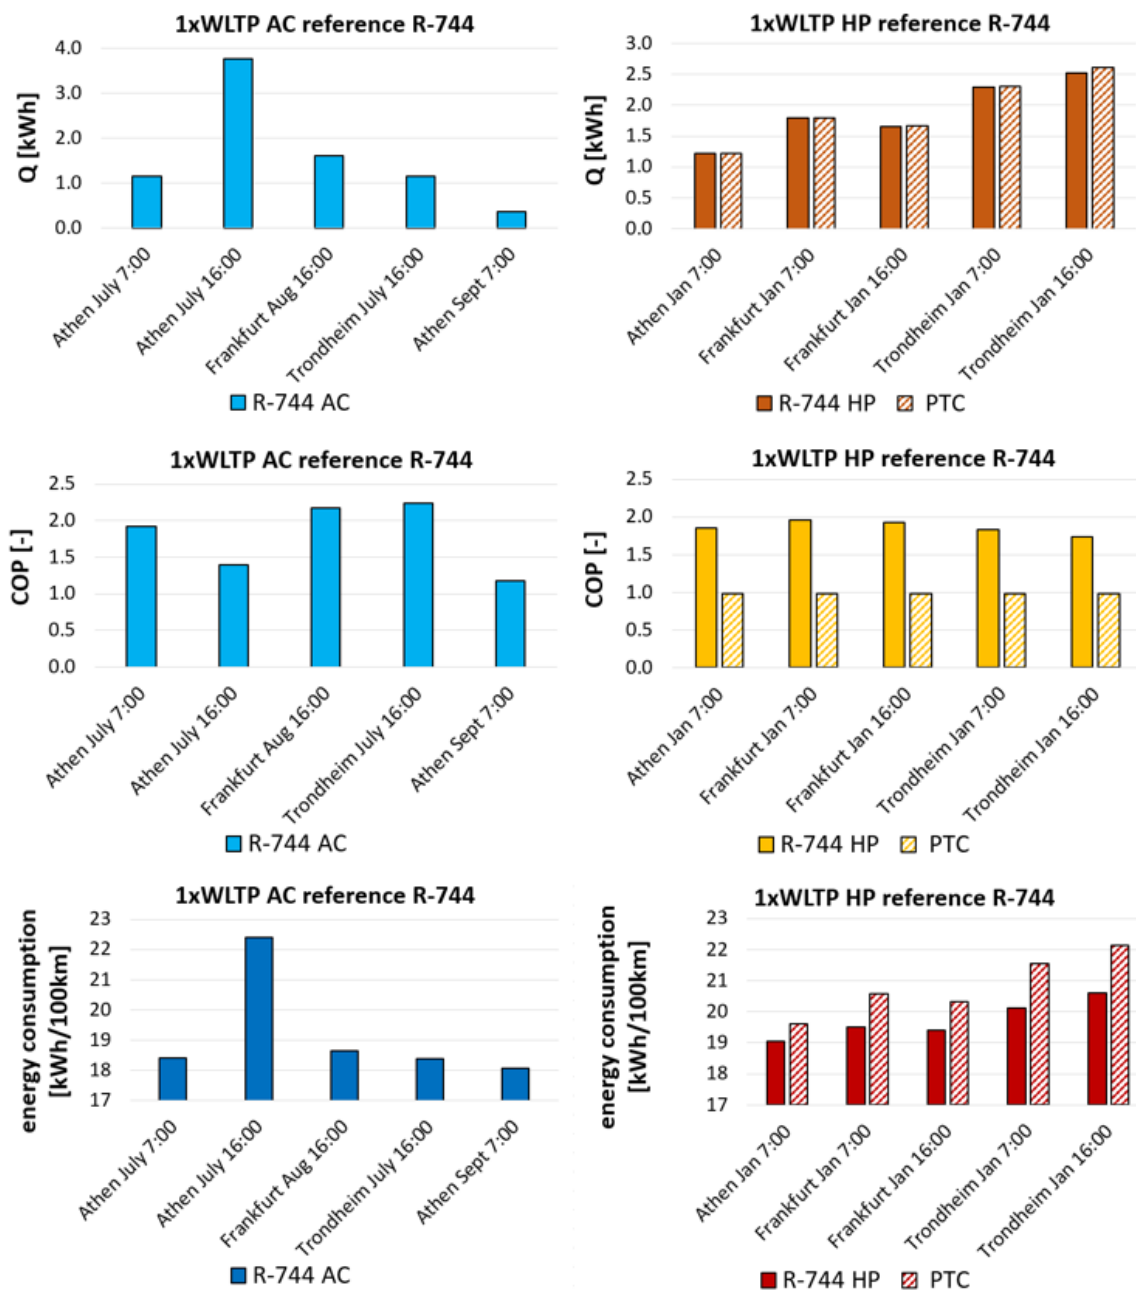 1xWLTP AC reference R-744
Q [kWh]
4.0
3.0
2.0
1.0
0.0
Athen July 7:00
Athen July 16:00
Frankfurt Aug 16:00
Trondheim July 16:00
Athen Sept 7:00
R-744 AC
1xWLTP HP reference R-744
Q [kWh]
3.0
2.5
2.0
1.5
1.0
0.5
0.0
Athen Jan 7:00
Frankfurt Jan 7:00
Frankfurt Jan 16:00
Trondheim Jan 7:00
Trondheim Jan 16:00
R-744 HP PTC
1xWLTP AC reference R-744
COP [-]
2.5
2.0
1.5
1.0
0.5
0.0
Athen July 7:00
Athen July 16:00
Frankfurt Aug 16:00
Trondheim July 16:00
Athen Sept 7:00
R-744 AC
1xWLTP HP reference R-744
COP [-]
2.5
2.0
1.5
1.0
0.5
0.0
Athen Jan 7:00
Frankfurt Jan 7:00
Frankfurt Jan 16:00
Trondheim Jan 7:00
Trondheim Jan 16:00
R-744 HP PTC
1xWLTP AC reference R-744
energy consumption
[kWh/100km]
23
22
21
20
19
18
17
Athen July 7:00
Athen July 16:00
Frankfurt Aug 16:00
Trondheim July 16:00
Athen Sept 7:00
R-744 AC
1xWLTP HP reference R-744
energy consumption
[kWh/100km]
23
22
21
20
19
18
17
Athen Jan 7:00
Frankfurt Jan 7:00
Frankfurt Jan 16:00
Trondheim Jan 7:00
Trondheim Jan 16:00
R-744 HP PTC